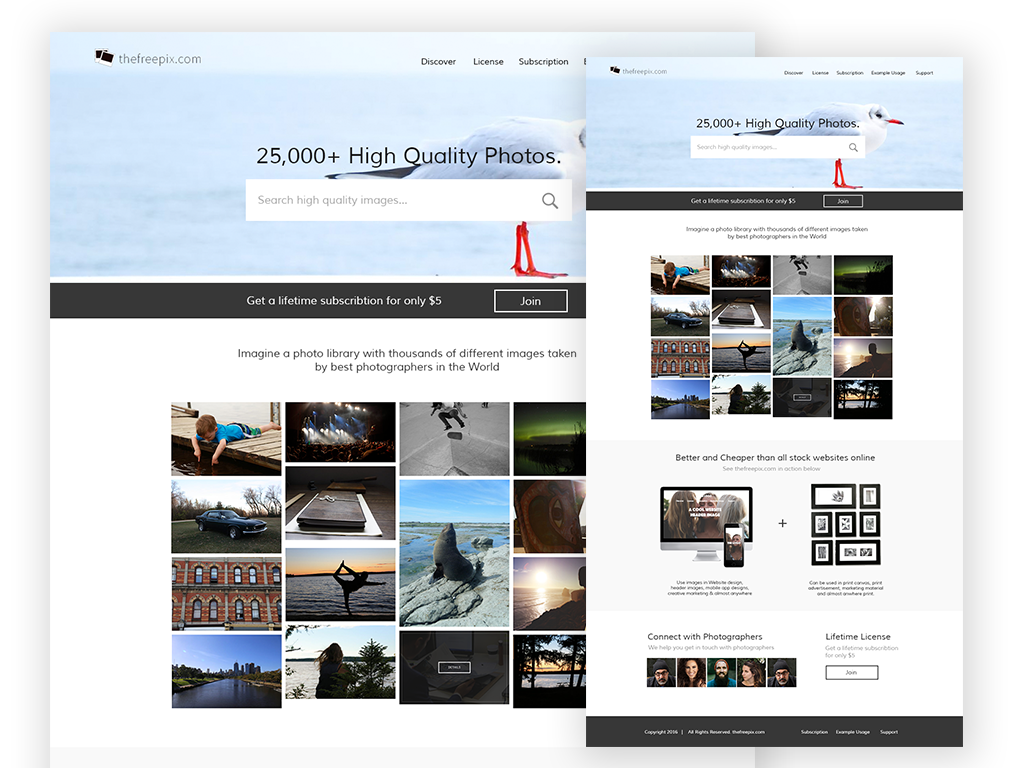 thefreepix.com
Discover License Subscription E
25,000+ High Quality Photos.
Search high quality images...
Get a lifetime subscribtion for only $5 Join
Imagine a photo library with thousands of different images taken
by best photographers in the World
DETAILS
thefreepix.com
Discover License Subscription Example Usage Support
25,000+ High Quality Photos.
Search high quality images...
Get a lifetime subscribtion for only $5 Join
Imagine a photo library with thousands of different images taken
by best photographers in the World
Better and Cheaper than all stock websites online
See thefreepix.com in action below
A COOL WEBSITE
HEADER IMAGE
+
Use images in Website design,
header images, mobile app designs,
creative marketing & almost anywhere
Can be used in print canvas, print
advertisement, marketing material
and almost anwhere print.
Connect with Photographers
We help you get in touch with photographers
Lifetime License
Get a lifetime subscribtion
for only $5
Join
Copyright 2016 | All Rights Reserved. thefreepix.com Subscription Example Usage Support